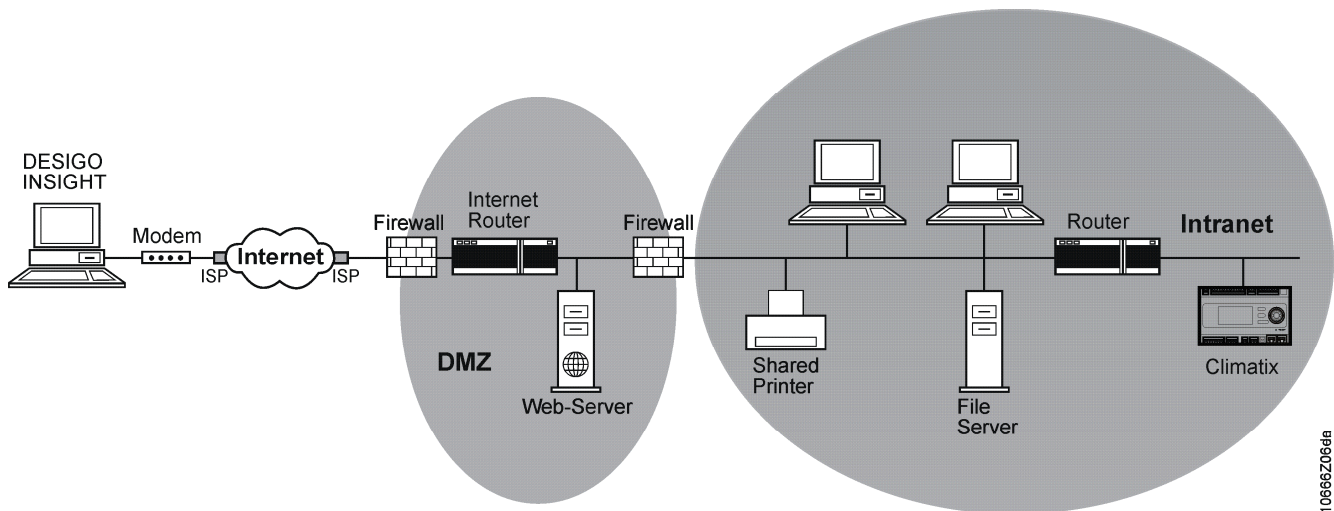 DESIGO
INSIGHT
Modem
ISP
Internet
ISP
Firewall
Internet
Router
DMZ
Web-Server
Firewall
Shared
Printer
File
Server
Router
Intranet
Climatix
10666Z06de